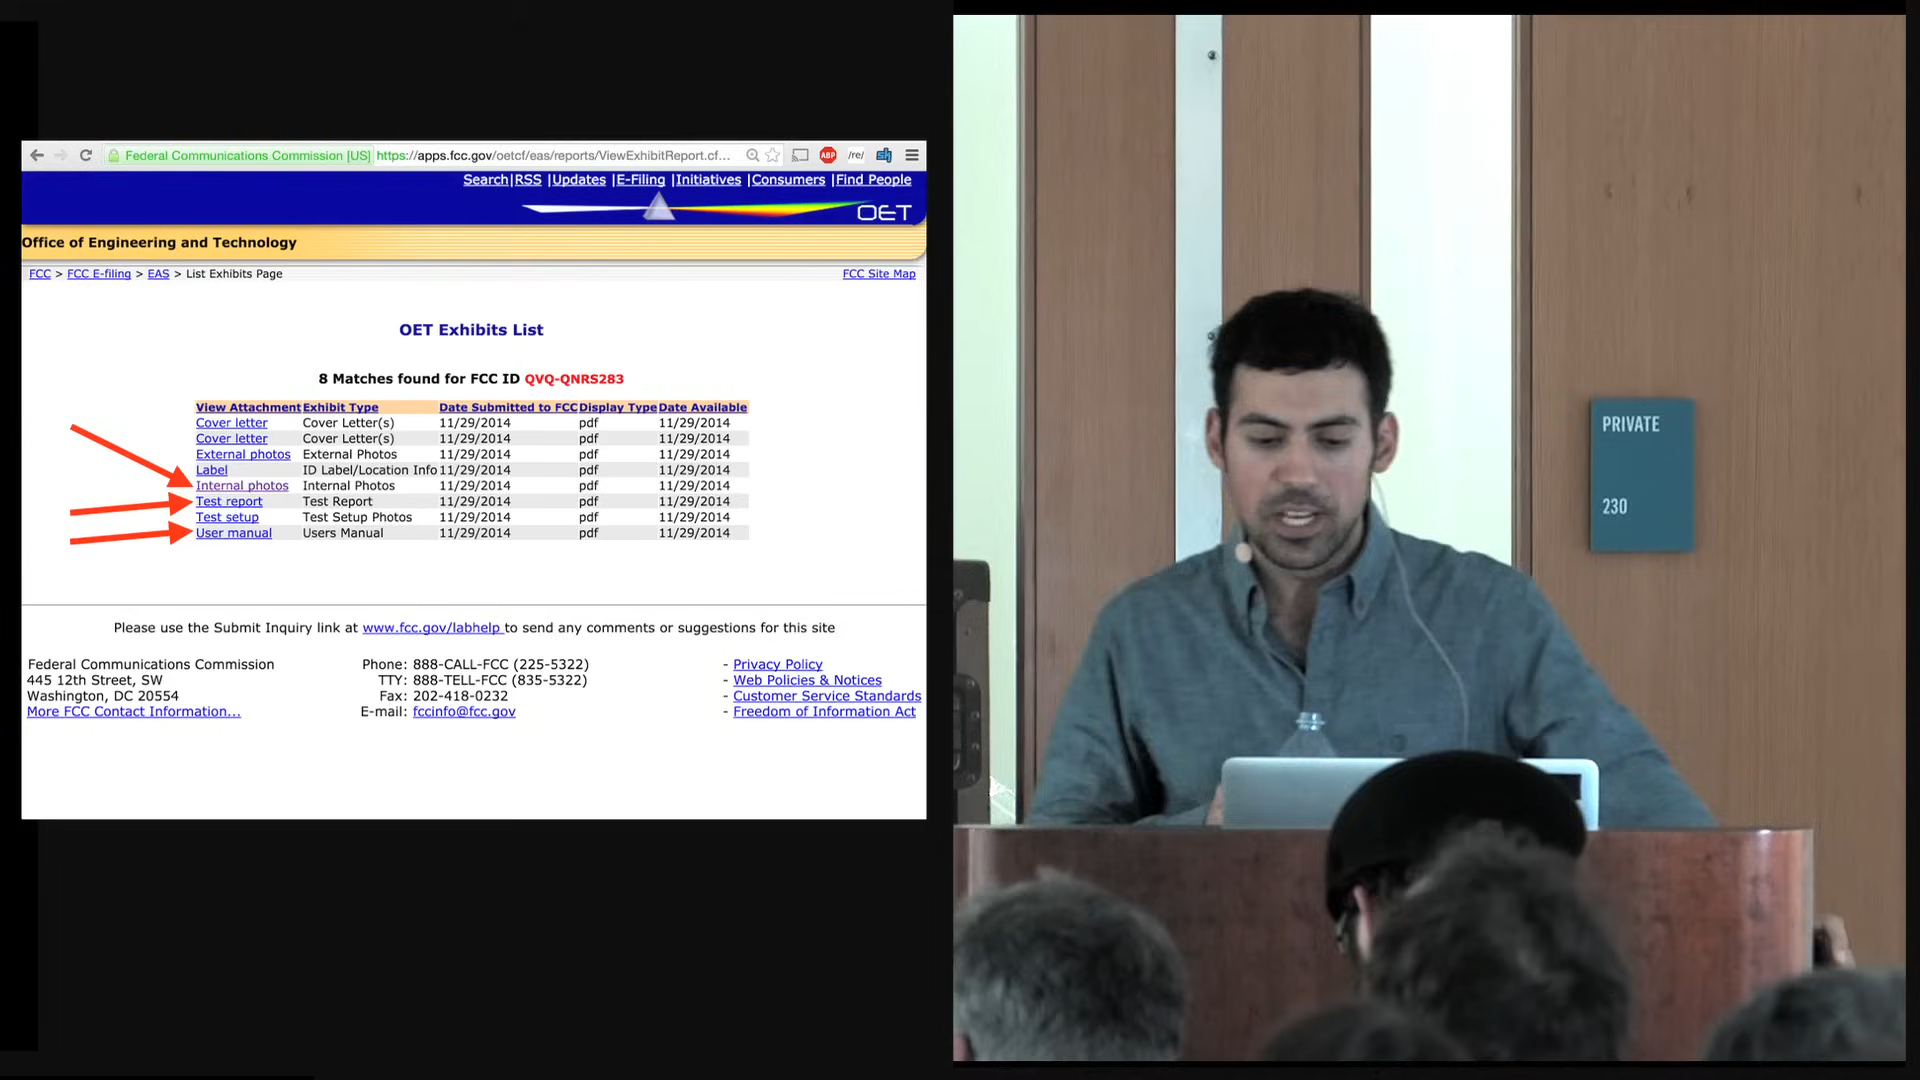 Federal Communications Commission [US] https://apps.fcc.gov/oetcf/eas/reports/ViewExhibitReport.cf... ABP /re/
Search|RSS |Updates |E-Filing |Initiatives |Consumers |Find People
OET
Office of Engineering and Technology
FCC > FCC E-filing > EAS > List Exhibits Page FCC Site Map
OET Exhibits List
8 Matches found for FCC ID QVQ-QNRS283
View Attachment Exhibit Type Date Submitted to FCC Display Type Date Available
Cover letter Cover Letter(s) 11/29/2014 pdf 11/29/2014
Cover letter Cover Letter(s) 11/29/2014 pdf 11/29/2014
External photos External Photos 11/29/2014 pdf 11/29/2014
Label ID Label/Location Info 11/29/2014 pdf 11/29/2014
Internal photos Internal Photos 11/29/2014 pdf 11/29/2014
Test report Test Report 11/29/2014 pdf 11/29/2014
Test setup Test Setup Photos 11/29/2014 pdf 11/29/2014
User manual Users Manual 11/29/2014 pdf 11/29/2014
Please use the Submit Inquiry link at www.fcc.gov/labhelp to send any comments or suggestions for this site
Federal Communications Commission Phone: 888-CALL-FCC (225-5322) - Privacy Policy
445 12th Street, SW TTY: 888-TELL-FCC (835-5322) - Web Policies & Notices
Washington, DC 20554 Fax: 202-418-0232 - Customer Service Standards
More FCC Contact Information... E-mail: fccinfo@fcc.gov - Freedom of Information Act
PRIVATE
230